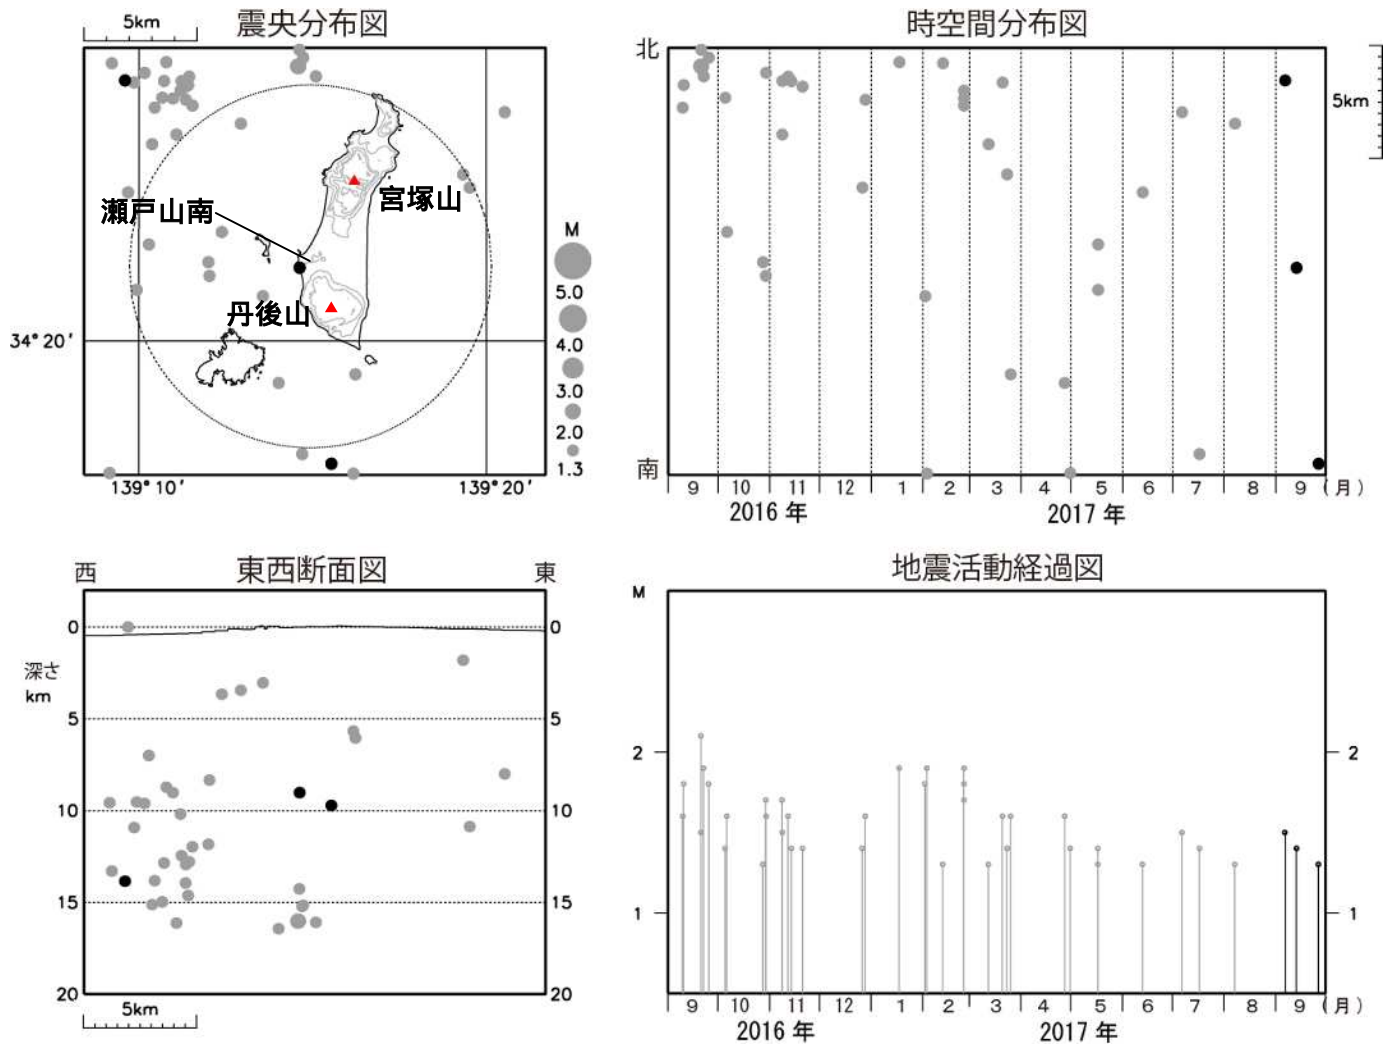 震央分布図
5km
宮塚山
瀬戸山南
丹後山
34° 20′
139° 10′
139° 20′
M
5.0
4.0
3.0
2.0
1.3
時空間分布図
北
南
5km
9 10 11 12 1 2 3 4 5 6 7 8 9 (月)
2016 年 2017 年
東西断面図
西 東
0 0
深さ
km
5 5
10 10
15 15
20 20
5km
地震活動経過図
M
2 2
1 1
9 10 11 12 1 2 3 4 5 6 7 8 9 (月)
2016 年 2017 年